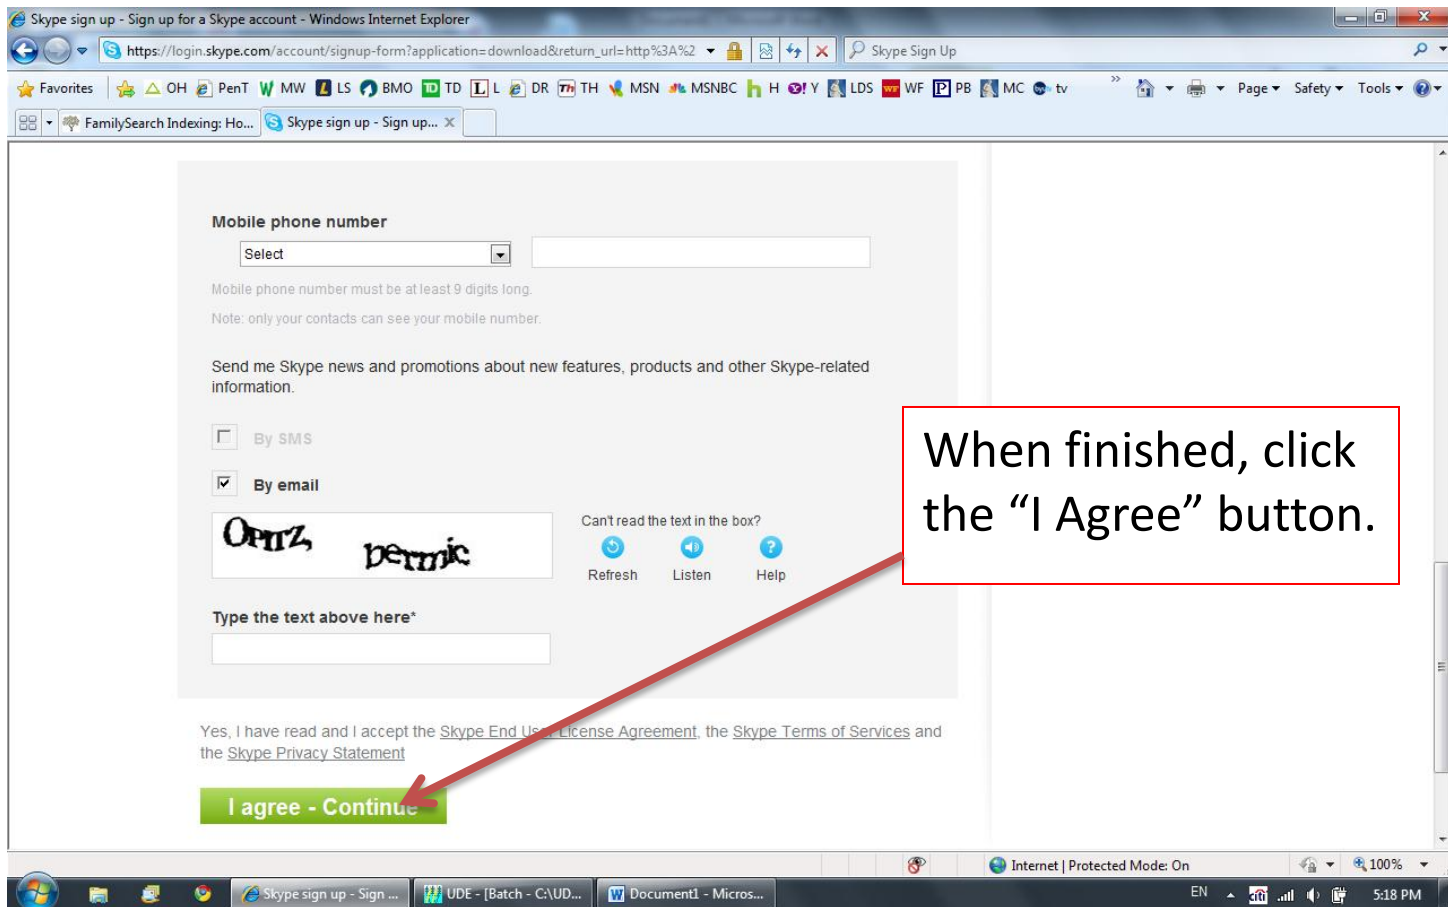 Skype sign up - Sign up for a Skype account - Windows Internet Explorer
https://login.skype.com/account/signup-form?application=download&return_url=http%3A%2
Skype Sign Up
Favorites OH PenT MW LS BMO TD L DR TH MSN MSNBC H Y LDS WF PB MC tv Page Safety Tools
FamilySearch Indexing: Ho... Skype sign up - Sign up...
Mobile phone number
Select
Mobile phone number must be at least 9 digits long.
Note: only your contacts can see your mobile number.
Send me Skype news and promotions about new features, products and other Skype-related
information.
By SMS
By email
Can't read the text in the box?
Refresh Listen Help
Type the text above here*
When finished, click
the “I Agree” button.
Yes, I have read and I accept the Skype End User License Agreement, the Skype Terms of Services and
the Skype Privacy Statement
I agree - Continue
Internet | Protected Mode: On 100%
Skype sign up - Sign ... UDE - [Batch - C:\UD... Document1 - Micros... EN citi 5:18 PM